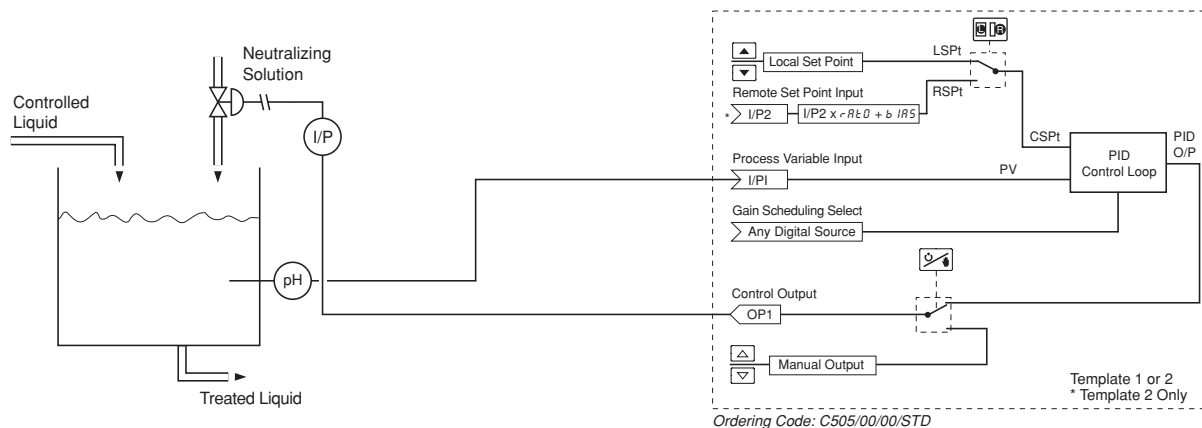 Neutralizing
Solution
Controlled
Liquid
I/P
pH
Treated Liquid
L R
LSPt
Local Set Point
RSPt
Remote Set Point Input
* I/P2
I/P2 x rAtO + bIAS
CSPt
PID
O/P
PID
Control Loop
Process Variable Input
I/PI
PV
Gain Scheduling Select
Any Digital Source
Control Output
OP1
Manual Output
Template 1 or 2
* Template 2 Only
Ordering Code: C505/00/00/STD